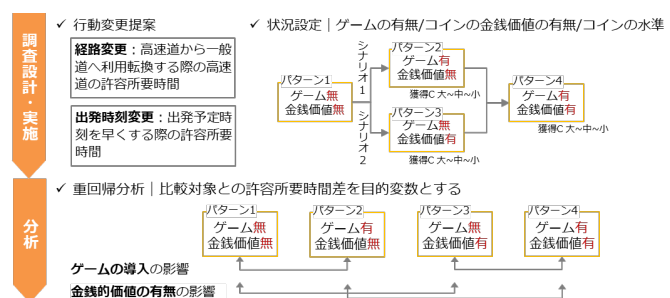 調査設計・実施
✓ 行動変更提案
経路変更：高速道から一般
道へ利用転換する際の高速
道の許容所要時間
出発時刻変更：出発予定時
刻を早くする際の許容所要
時間
✓ 状況設定｜ゲームの有無/コインの金銭価値の有無/コインの水準
パターン1
ゲーム無
金銭価値無
シナリオ1
シナリオ2
パターン2
ゲーム有
金銭価値無
獲得C 大~中~小
パターン3
ゲーム無
金銭価値有
獲得C 大~中~小
パターン4
ゲーム有
金銭価値有
獲得C 大~中~小
分析
✓ 重回帰分析｜比較対象との許容所要時間差を目的変数とする
パターン1
ゲーム無
金銭価値無
パターン2
ゲーム有
金銭価値無
パターン3
ゲーム無
金銭価値有
パターン4
ゲーム有
金銭価値有
ゲームの導入の影響
金銭的価値の有無の影響